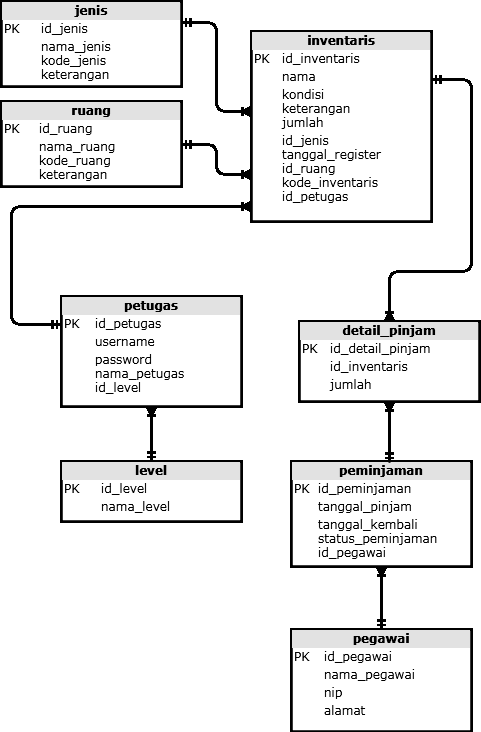 jenis
PK id_jenis
nama_jenis
kode_jenis
keterangan
ruang
PK id_ruang
nama_ruang
kode_ruang
keterangan
inventaris
PK id_inventaris
nama
kondisi
keterangan
jumlah
id_jenis
tanggal_register
id_ruang
kode_inventaris
id_petugas
petugas
PK id_petugas
username
password
nama_petugas
id_level
detail_pinjam
PK id_detail_pinjam
id_inventaris
jumlah
level
PK id_level
nama_level
peminjaman
PK id_peminjaman
tanggal_pinjam
tanggal_kembali
status_peminjaman
id_pegawai
pegawai
PK id_pegawai
nama_pegawai
nip
alamat